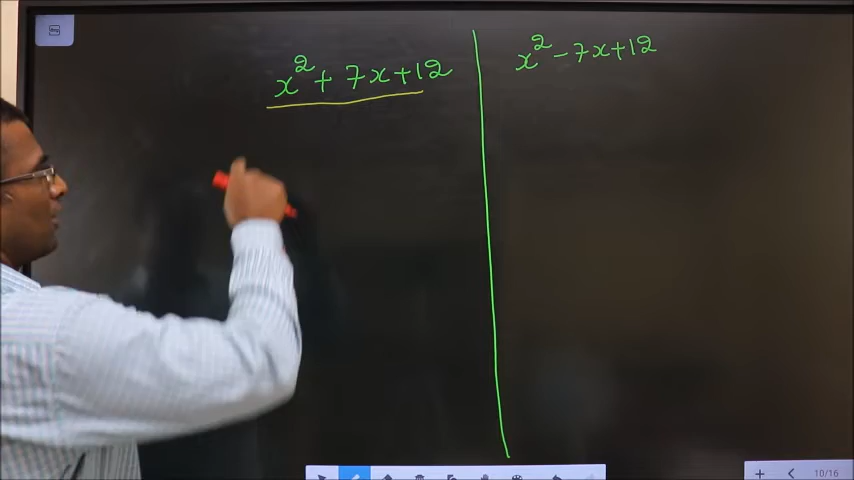 x² + 7x + 12
x² - 7x + 12
10/16